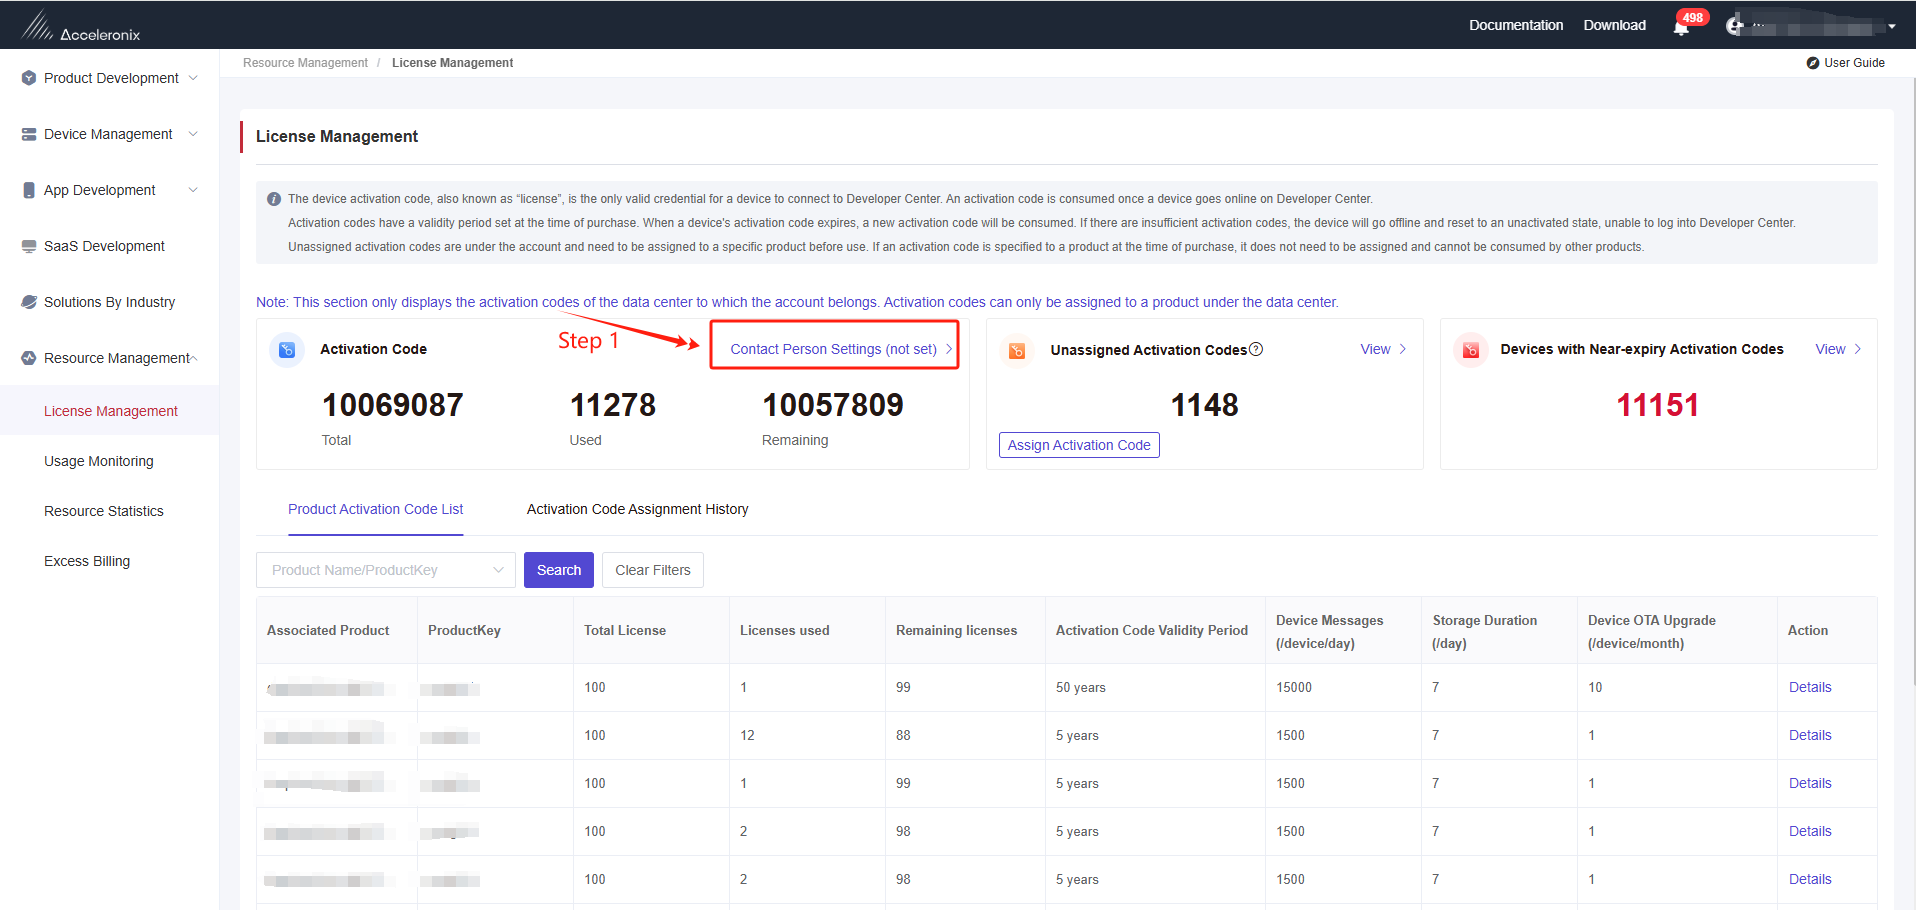 Acceleronix
Documentation
Download
498
Product Development
Device Management
App Development
SaaS Development
Solutions By Industry
Resource Management
License Management
Usage Monitoring
Resource Statistics
Excess Billing
Resource Management / License Management
User Guide
License Management
The device activation code, also known as “license”, is the only valid credential for a device to connect to Developer Center. An activation code is consumed once a device goes online on Developer Center.
Activation codes have a validity period set at the time of purchase. When a device's activation code expires, a new activation code will be consumed. If there are insufficient activation codes, the device will go offline and reset to an unactivated state, unable to log into Developer Center.
Unassigned activation codes are under the account and need to be assigned to a specific product before use. If an activation code is specified to a product at the time of purchase, it does not need to be assigned and cannot be consumed by other products.
Note: This section only displays the activation codes of the data center to which the account belongs. Activation codes can only be assigned to a product under the data center.
Activation Code
Step 1
Contact Person Settings (not set)
10069087
11278
10057809
Total
Used
Remaining
Unassigned Activation Codes
View
1148
Assign Activation Code
Devices with Near-expiry Activation Codes
View
11151
Product Activation Code List
Activation Code Assignment History
Product Name/ProductKey
Search
Clear Filters
Associated Product ProductKey Total License Licenses used Remaining licenses Activation Code Validity Period Device Messages (/device/day) Storage Duration (/day) Device OTA Upgrade (/device/month) Action
100 1 99 50 years 15000 7 10 Details
100 12 88 5 years 1500 7 1 Details
100 1 99 5 years 1500 7 1 Details
100 2 98 5 years 1500 7 1 Details
100 2 98 5 years 1500 7 1 Details